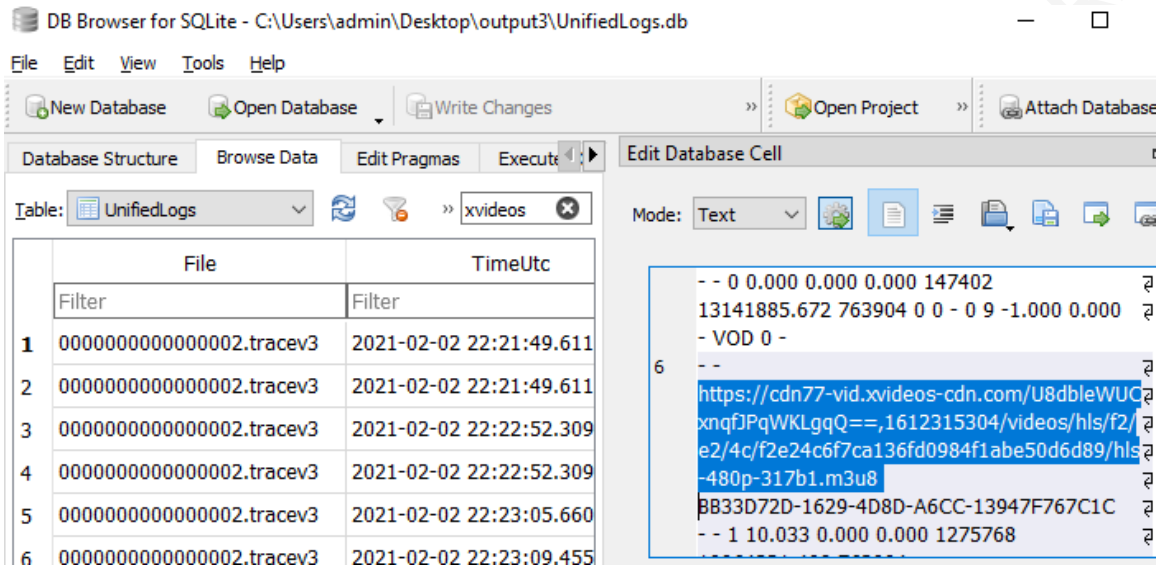 DB Browser for SQLite - C:\Users\admin\Desktop\output3\UnifiedLogs.db
File Edit View Tools Help
New Database Open Database Write Changes » Open Project » Attach Database
Database Structure Browse Data Edit Pragmas Execute Edit Database Cell
Table: UnifiedLogs » xvideos Mode: Text
File TimeUtc
Filter Filter
- - 0 0.000 0.000 0.000 147402
13141885.672 763904 0 0 - 0 9 -1.000 0.000
- VOD 0 -
1 0000000000000002.tracev3 2021-02-02 22:21:49.611
6 - -
2 0000000000000002.tracev3 2021-02-02 22:21:49.611
https://cdn77-vid.xvideos-cdn.com/U8dbleWUC
3 0000000000000002.tracev3 2021-02-02 22:22:52.309
xnqfJPqWKLgqQ==,1612315304/videos/hls/f2/
e2/4c/f2e24c6f7ca136fd0984f1abe50d6d89/hls
4 0000000000000002.tracev3 2021-02-02 22:22:52.309
-480p-317b1.m3u8
5 0000000000000002.tracev3 2021-02-02 22:23:05.660
BB33D72D-1629-4D8D-A6CC-13947F767C1C
- - 1 10.033 0.000 0.000 1275768
6 0000000000000002.tracev3 2021-02-02 22:23:09.455